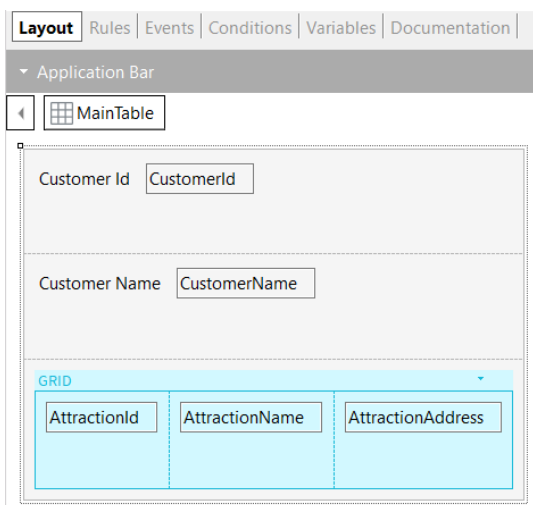 Layout Rules Events Conditions Variables Documentation
Application Bar
MainTable
Customer Id CustomerId
Customer Name CustomerName
GRID
AttractionId AttractionName AttractionAddress